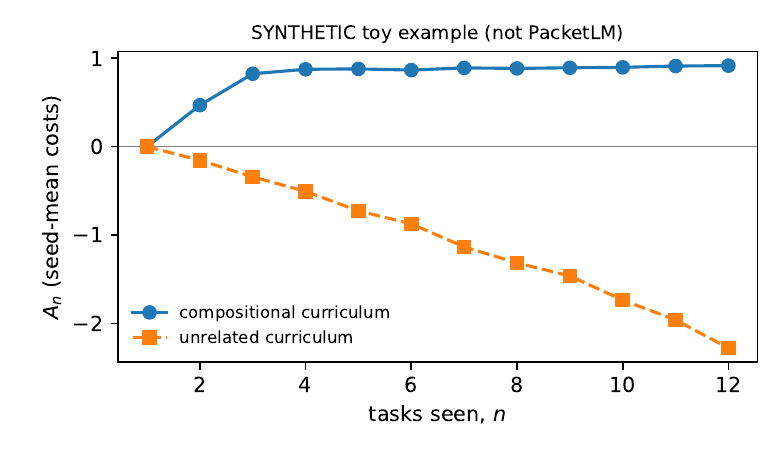 SYNTHETIC toy example (not PacketLM)
1
0
−1
−2
Aₙ (seed-mean costs)
compositional curriculum
unrelated curriculum
2 4 6 8 10 12
tasks seen, n